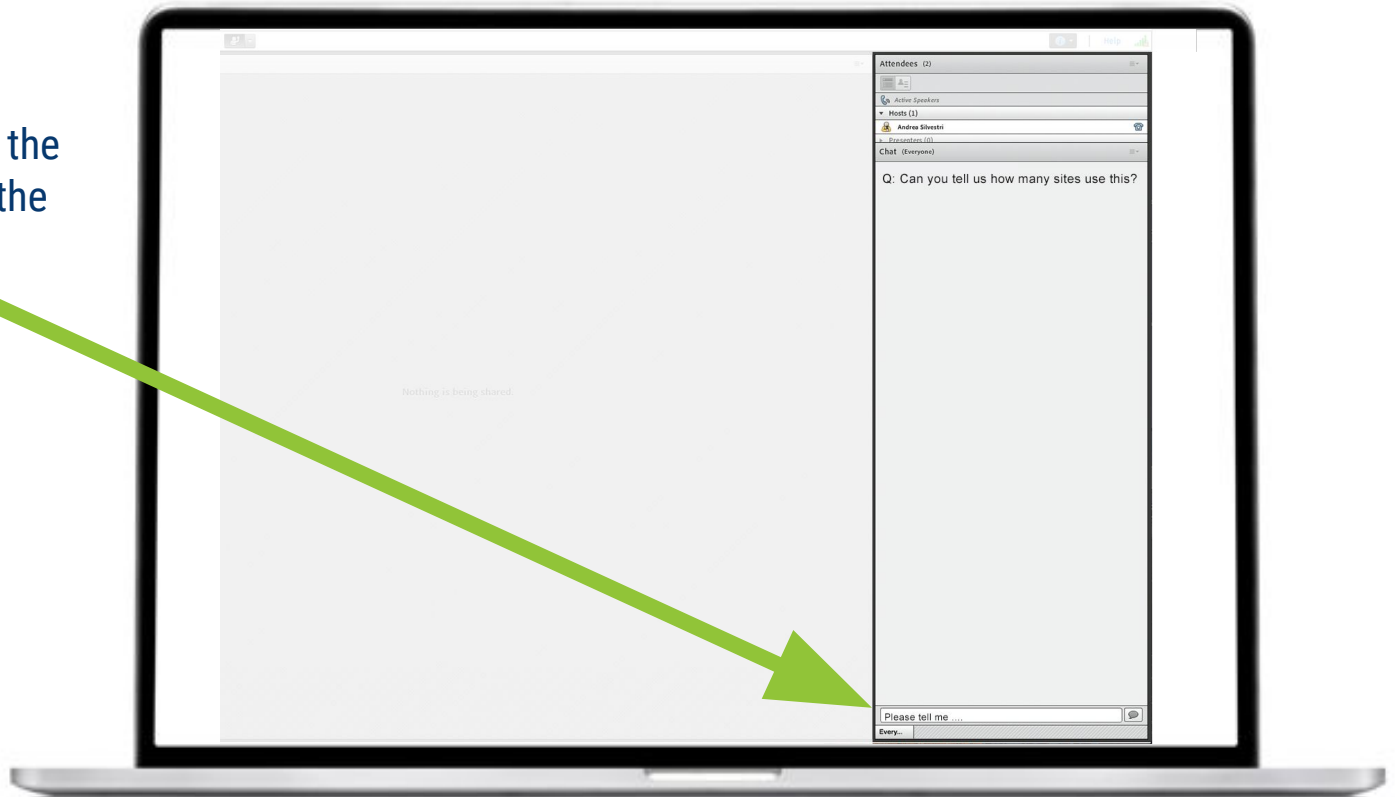 the
the
Help
Attendees (2)
Active Speakers
Hosts (1)
Andrea Silvestri
Presenters (0)
Chat (Everyone)
Q: Can you tell us how many sites use this?
Nothing is being shared.
Please tell me ....
Every...